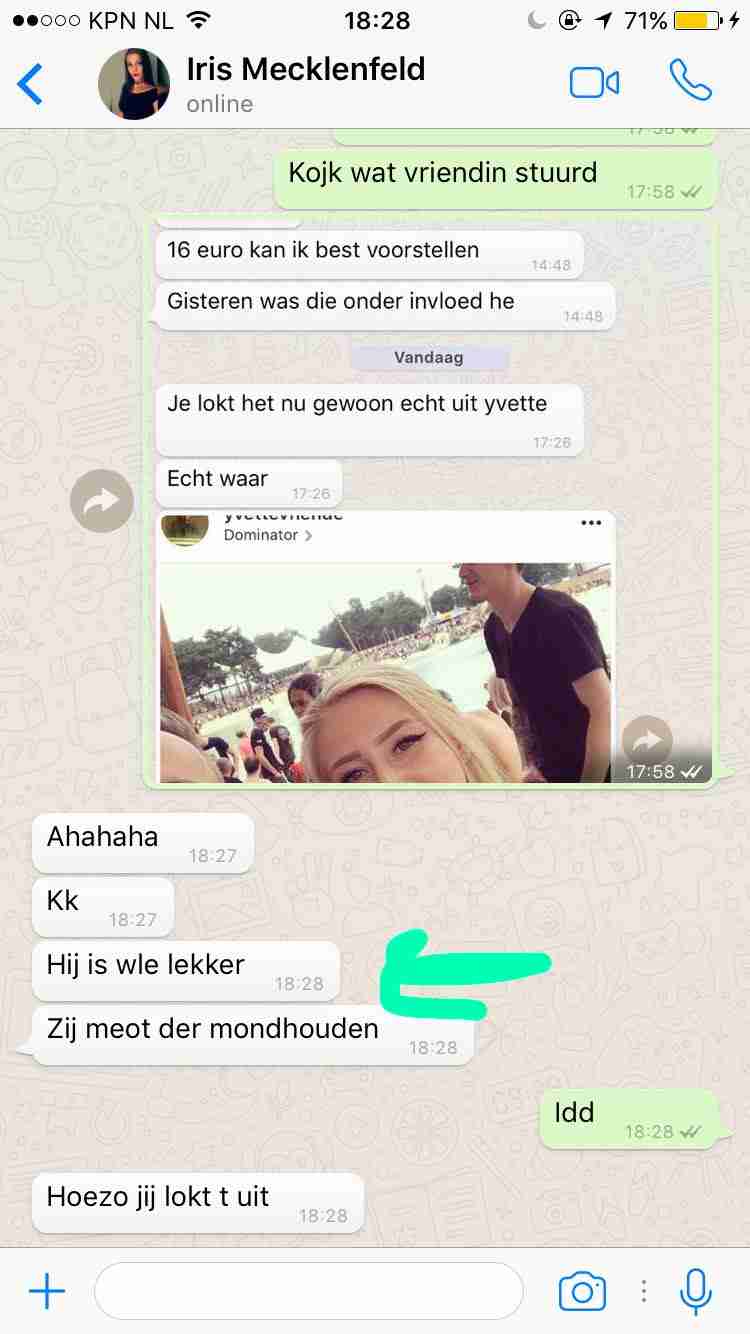 KPN NL 18:28 71%
Iris Mecklenfeld
online
17:58
Kojk wat vriendin stuurd
17:58
16 euro kan ik best voorstellen
14:48
Gisteren was die onder invloed he
14:48
Vandaag
Je lokt het nu gewoon echt uit yvette
17:26
Echt waar
17:26
Dominator >
17:58
Ahahaha
18:27
Kk
18:27
Hij is wle lekker
18:28
Zij meot der mondhouden
18:28
Idd
18:28
Hoezo jij lokt t uit
18:28